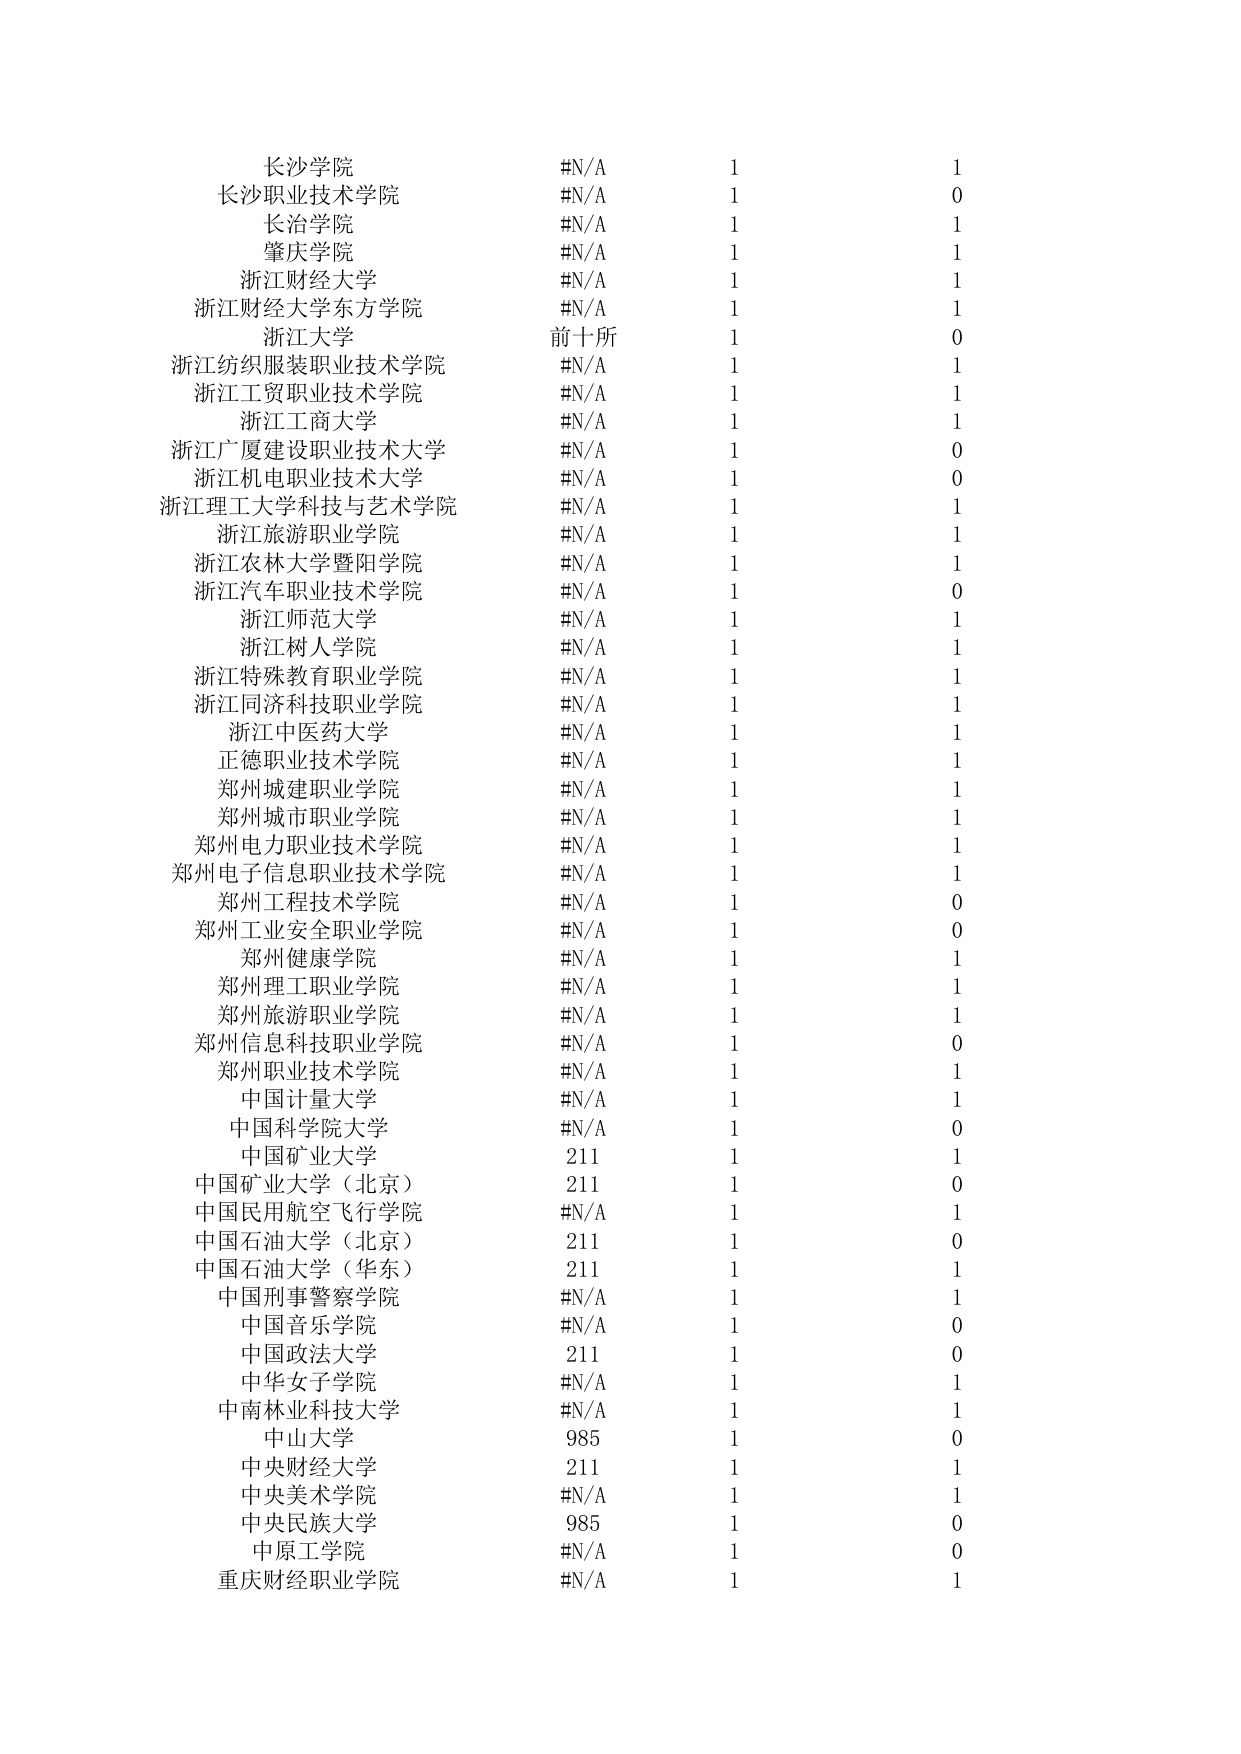 长沙学院 #N/A 1 1
长沙职业技术学院 #N/A 1 0
长治学院 #N/A 1 1
肇庆学院 #N/A 1 1
浙江财经大学 #N/A 1 1
浙江财经大学东方学院 #N/A 1 1
浙江大学 前十所 1 0
浙江纺织服装职业技术学院 #N/A 1 1
浙江工贸职业技术学院 #N/A 1 1
浙江工商大学 #N/A 1 1
浙江广厦建设职业技术大学 #N/A 1 0
浙江机电职业技术大学 #N/A 1 0
浙江理工大学科技与艺术学院 #N/A 1 1
浙江旅游职业学院 #N/A 1 1
浙江农林大学暨阳学院 #N/A 1 1
浙江汽车职业技术学院 #N/A 1 0
浙江师范大学 #N/A 1 1
浙江树人学院 #N/A 1 1
浙江特殊教育职业学院 #N/A 1 1
浙江同济科技职业学院 #N/A 1 1
浙江中医药大学 #N/A 1 1
正德职业技术学院 #N/A 1 1
郑州城建职业学院 #N/A 1 1
郑州城市职业学院 #N/A 1 1
郑州电力职业技术学院 #N/A 1 1
郑州电子信息职业技术学院 #N/A 1 1
郑州工程技术学院 #N/A 1 0
郑州工业安全职业学院 #N/A 1 0
郑州健康学院 #N/A 1 1
郑州理工职业学院 #N/A 1 1
郑州旅游职业学院 #N/A 1 1
郑州信息科技职业学院 #N/A 1 0
郑州职业技术学院 #N/A 1 1
中国计量大学 #N/A 1 1
中国科学院大学 #N/A 1 0
中国矿业大学 211 1 1
中国矿业大学（北京） 211 1 0
中国民用航空飞行学院 #N/A 1 1
中国石油大学（北京） 211 1 0
中国石油大学（华东） 211 1 1
中国刑事警察学院 #N/A 1 1
中国音乐学院 #N/A 1 0
中国政法大学 211 1 0
中华女子学院 #N/A 1 1
中南林业科技大学 #N/A 1 1
中山大学 985 1 0
中央财经大学 211 1 1
中央美术学院 #N/A 1 1
中央民族大学 985 1 0
中原工学院 #N/A 1 0
重庆财经职业学院 #N/A 1 1